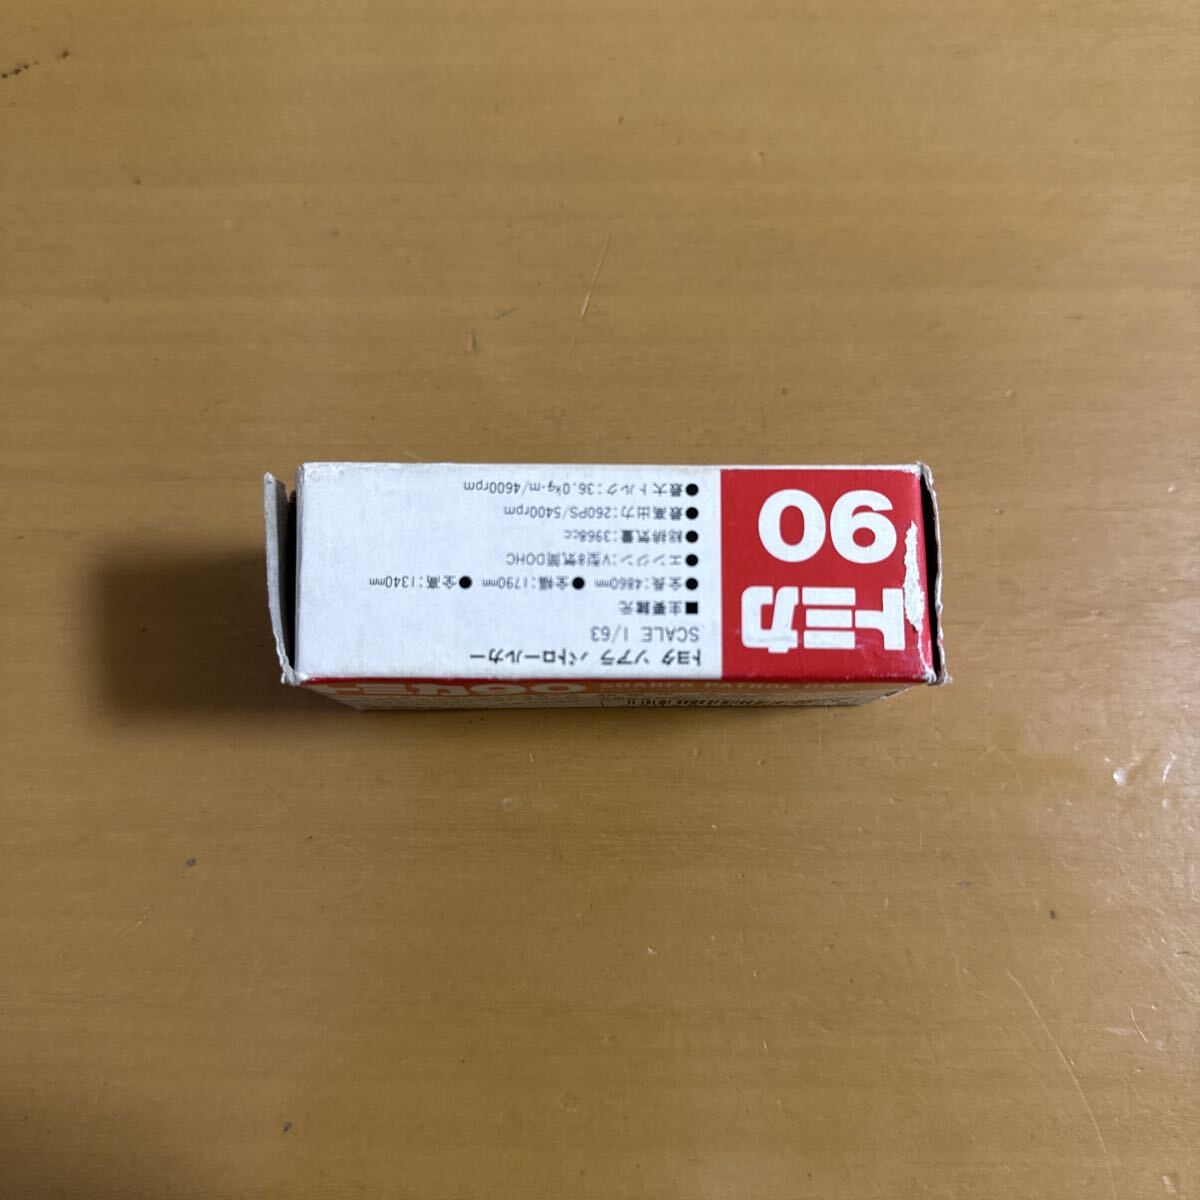 トミカ
90
トヨタ ソアラ パトロールカー
SCALE 1/63
■主要諸元
●全長:4860mm ●全幅:1790mm ●全高:1340mm
●エンジン:V型8気筒DOHC
●総排気量:3968cc
●最高出力:260PS/5400rpm
●最大トルク:36.0kg-m/4600rpm